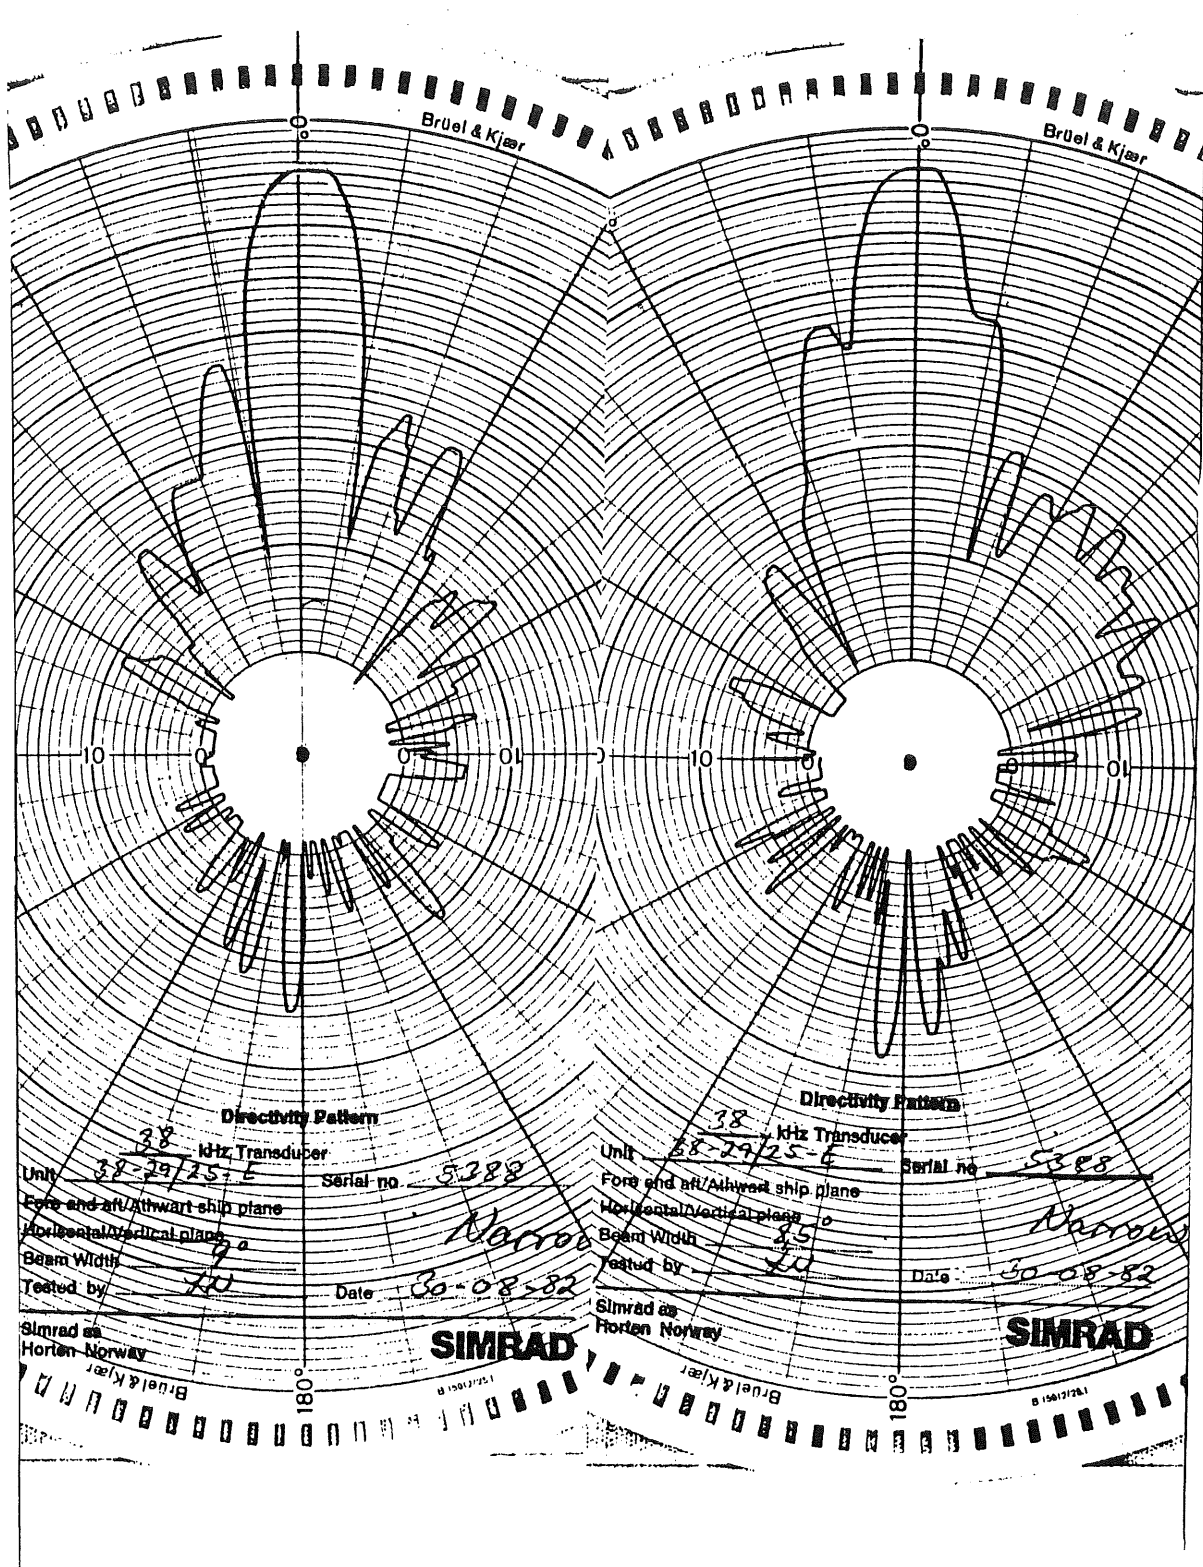 0°
Brüel & Kjær
10
0
0
10
Directivity Pattern
38 kHz Transducer
Unit 38-29/25-E Serial no 5388
Fore and aft/Athwart ship plane
Horisontal/Vertical plane
Narrow
Beam Width 9°
Tested by
Date 30-08-82
Simrad as
Horten Norway
SIMRAD
Brüel & Kjær
180°
0°
Brüel & Kjær
10
0
0
10
Directivity Pattern
38 kHz Transducer
Unit 38-29/25-E Serial no 5388
Fore and aft/Athwart ship plane
Horisontal/Vertical plane
Narrow
Beam Width 8,5°
Tested by
Date 30-08-82
Simrad as
Horten Norway
SIMRAD
Brüel & Kjær
180°